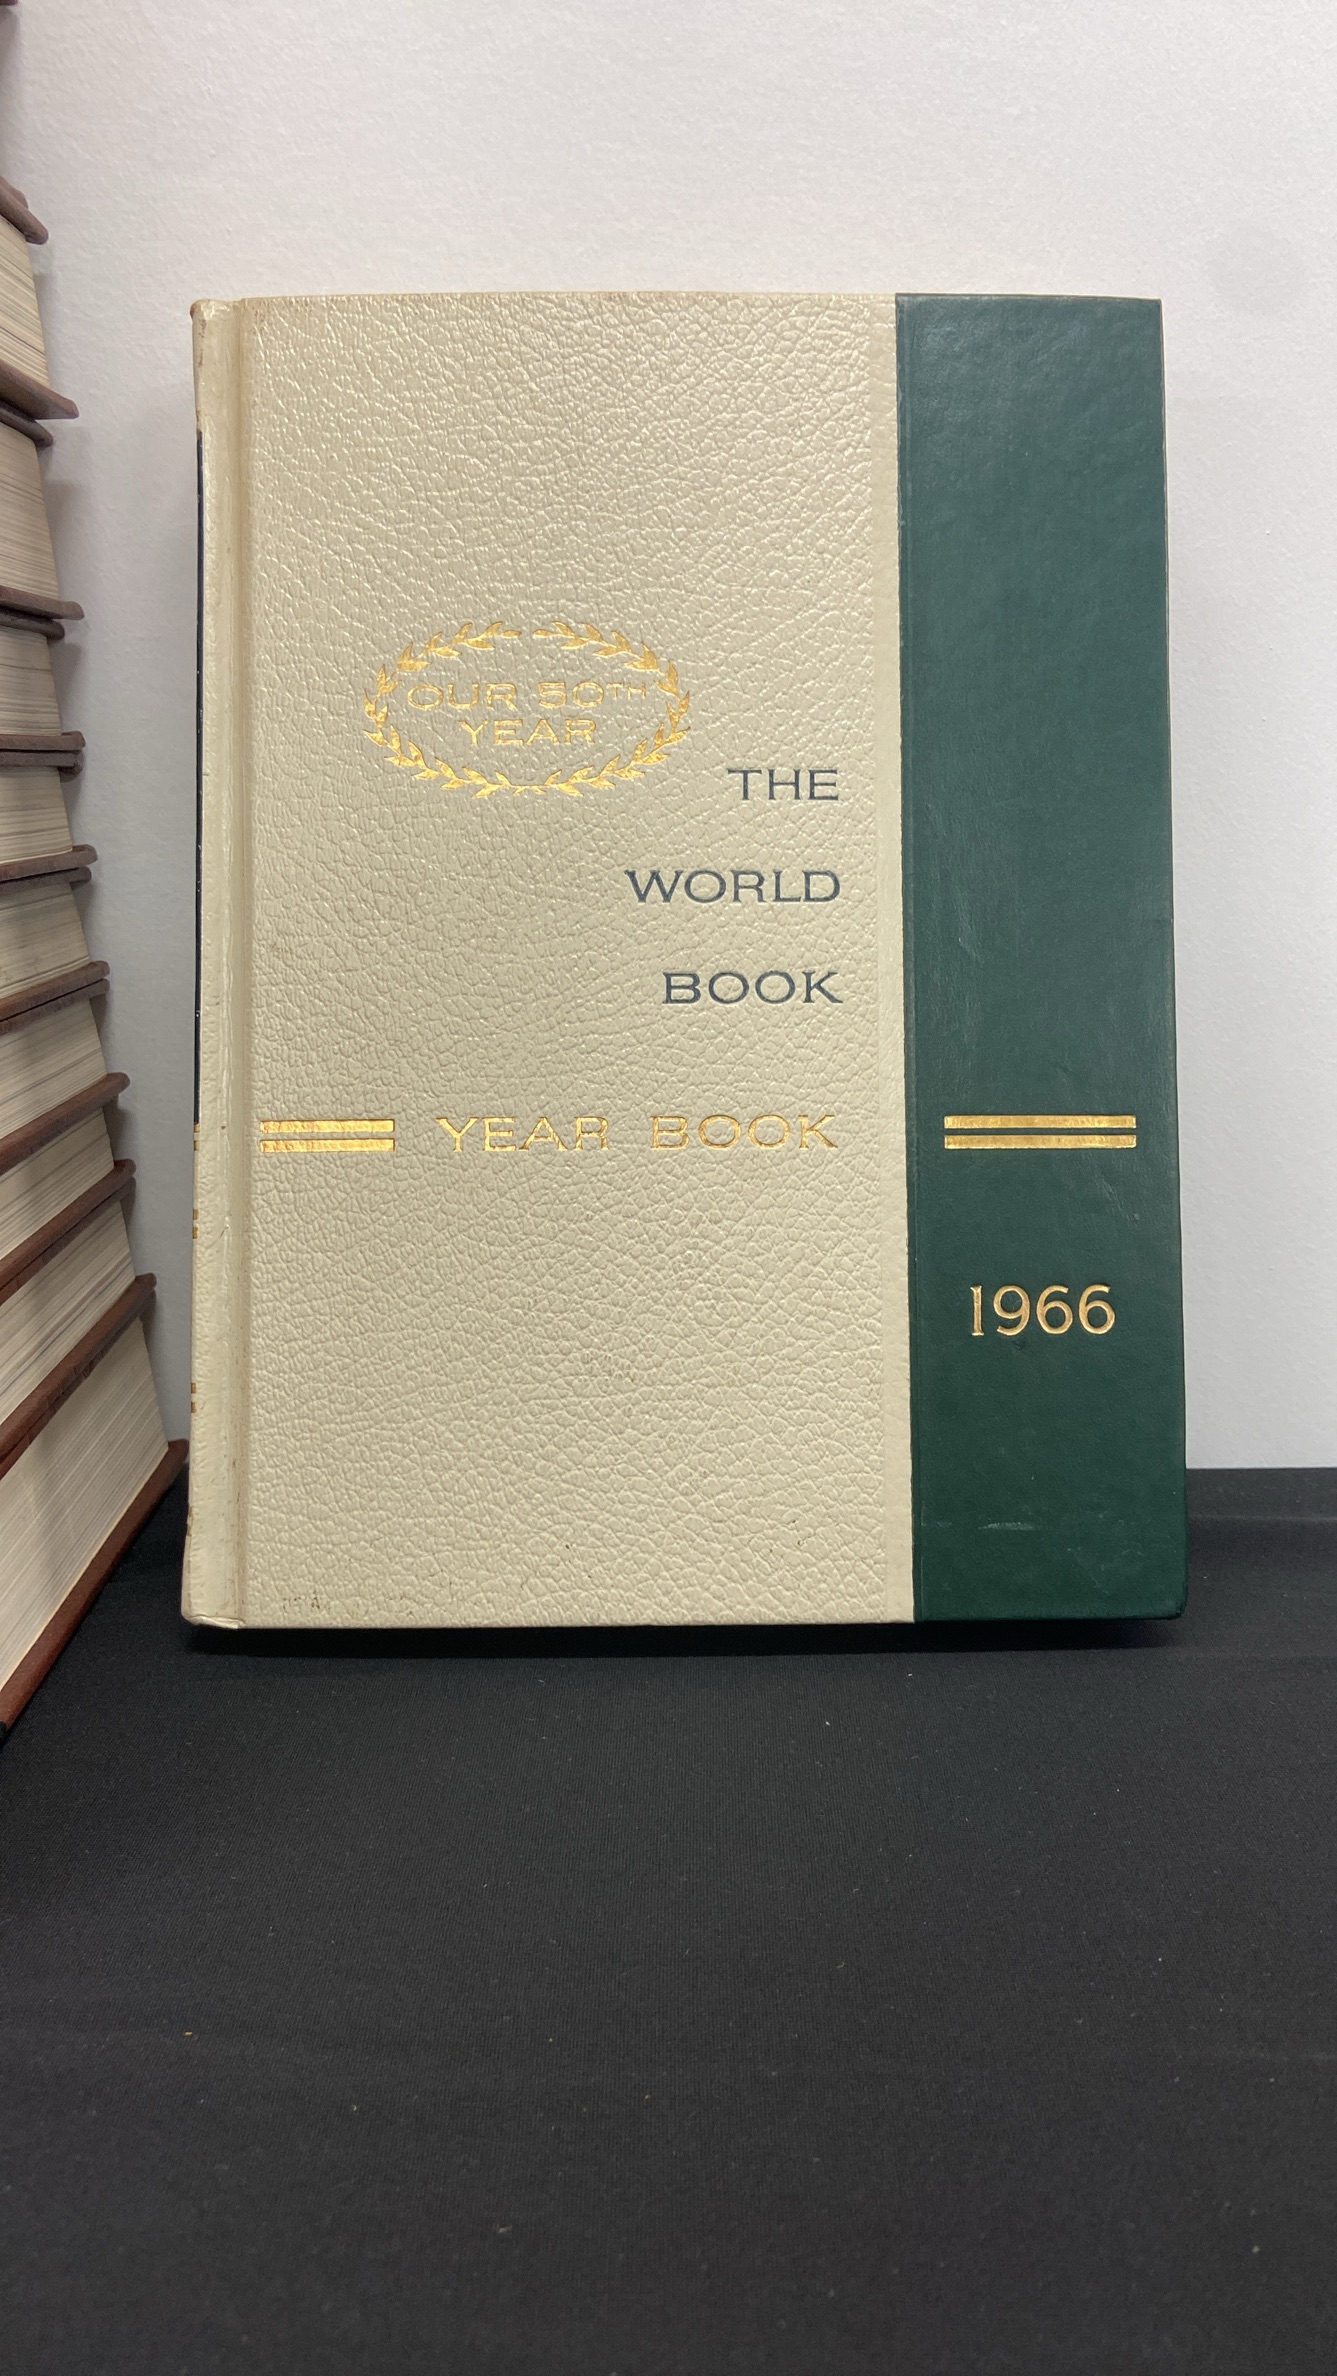 OUR 50TH
YEAR
THE
WORLD
BOOK
YEAR BOOK
1966